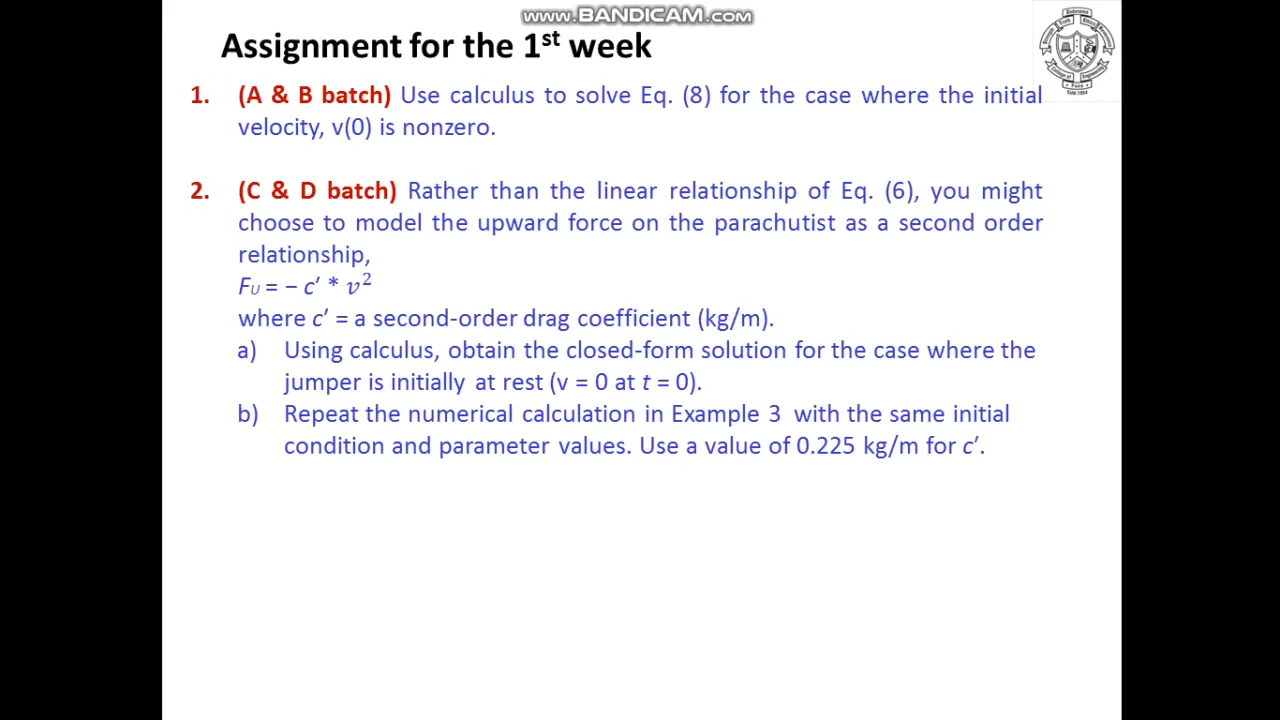 www.BANDICAM.com
Assignment for the 1st week
1. (A & B batch) Use calculus to solve Eq. (8) for the case where the initial
velocity, v(0) is nonzero.
2. (C & D batch) Rather than the linear relationship of Eq. (6), you might
choose to model the upward force on the parachutist as a second order
relationship,
FU = − c′ * v²
where c′ = a second-order drag coefficient (kg/m).
a) Using calculus, obtain the closed-form solution for the case where the
jumper is initially at rest (v = 0 at t = 0).
b) Repeat the numerical calculation in Example 3 with the same initial
condition and parameter values. Use a value of 0.225 kg/m for c′.